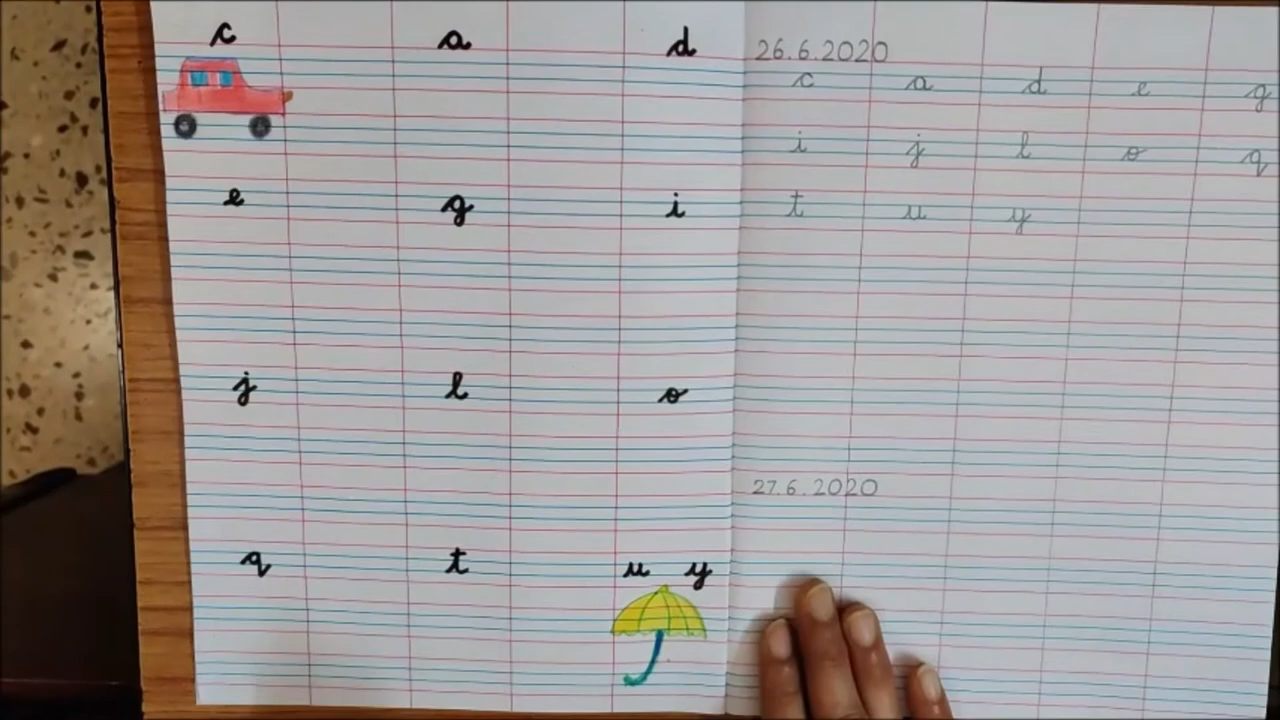 c a d
e g i
j l o
q t u y
26.6.2020
c a d e g
i j l o q
t u y
27.6.2020